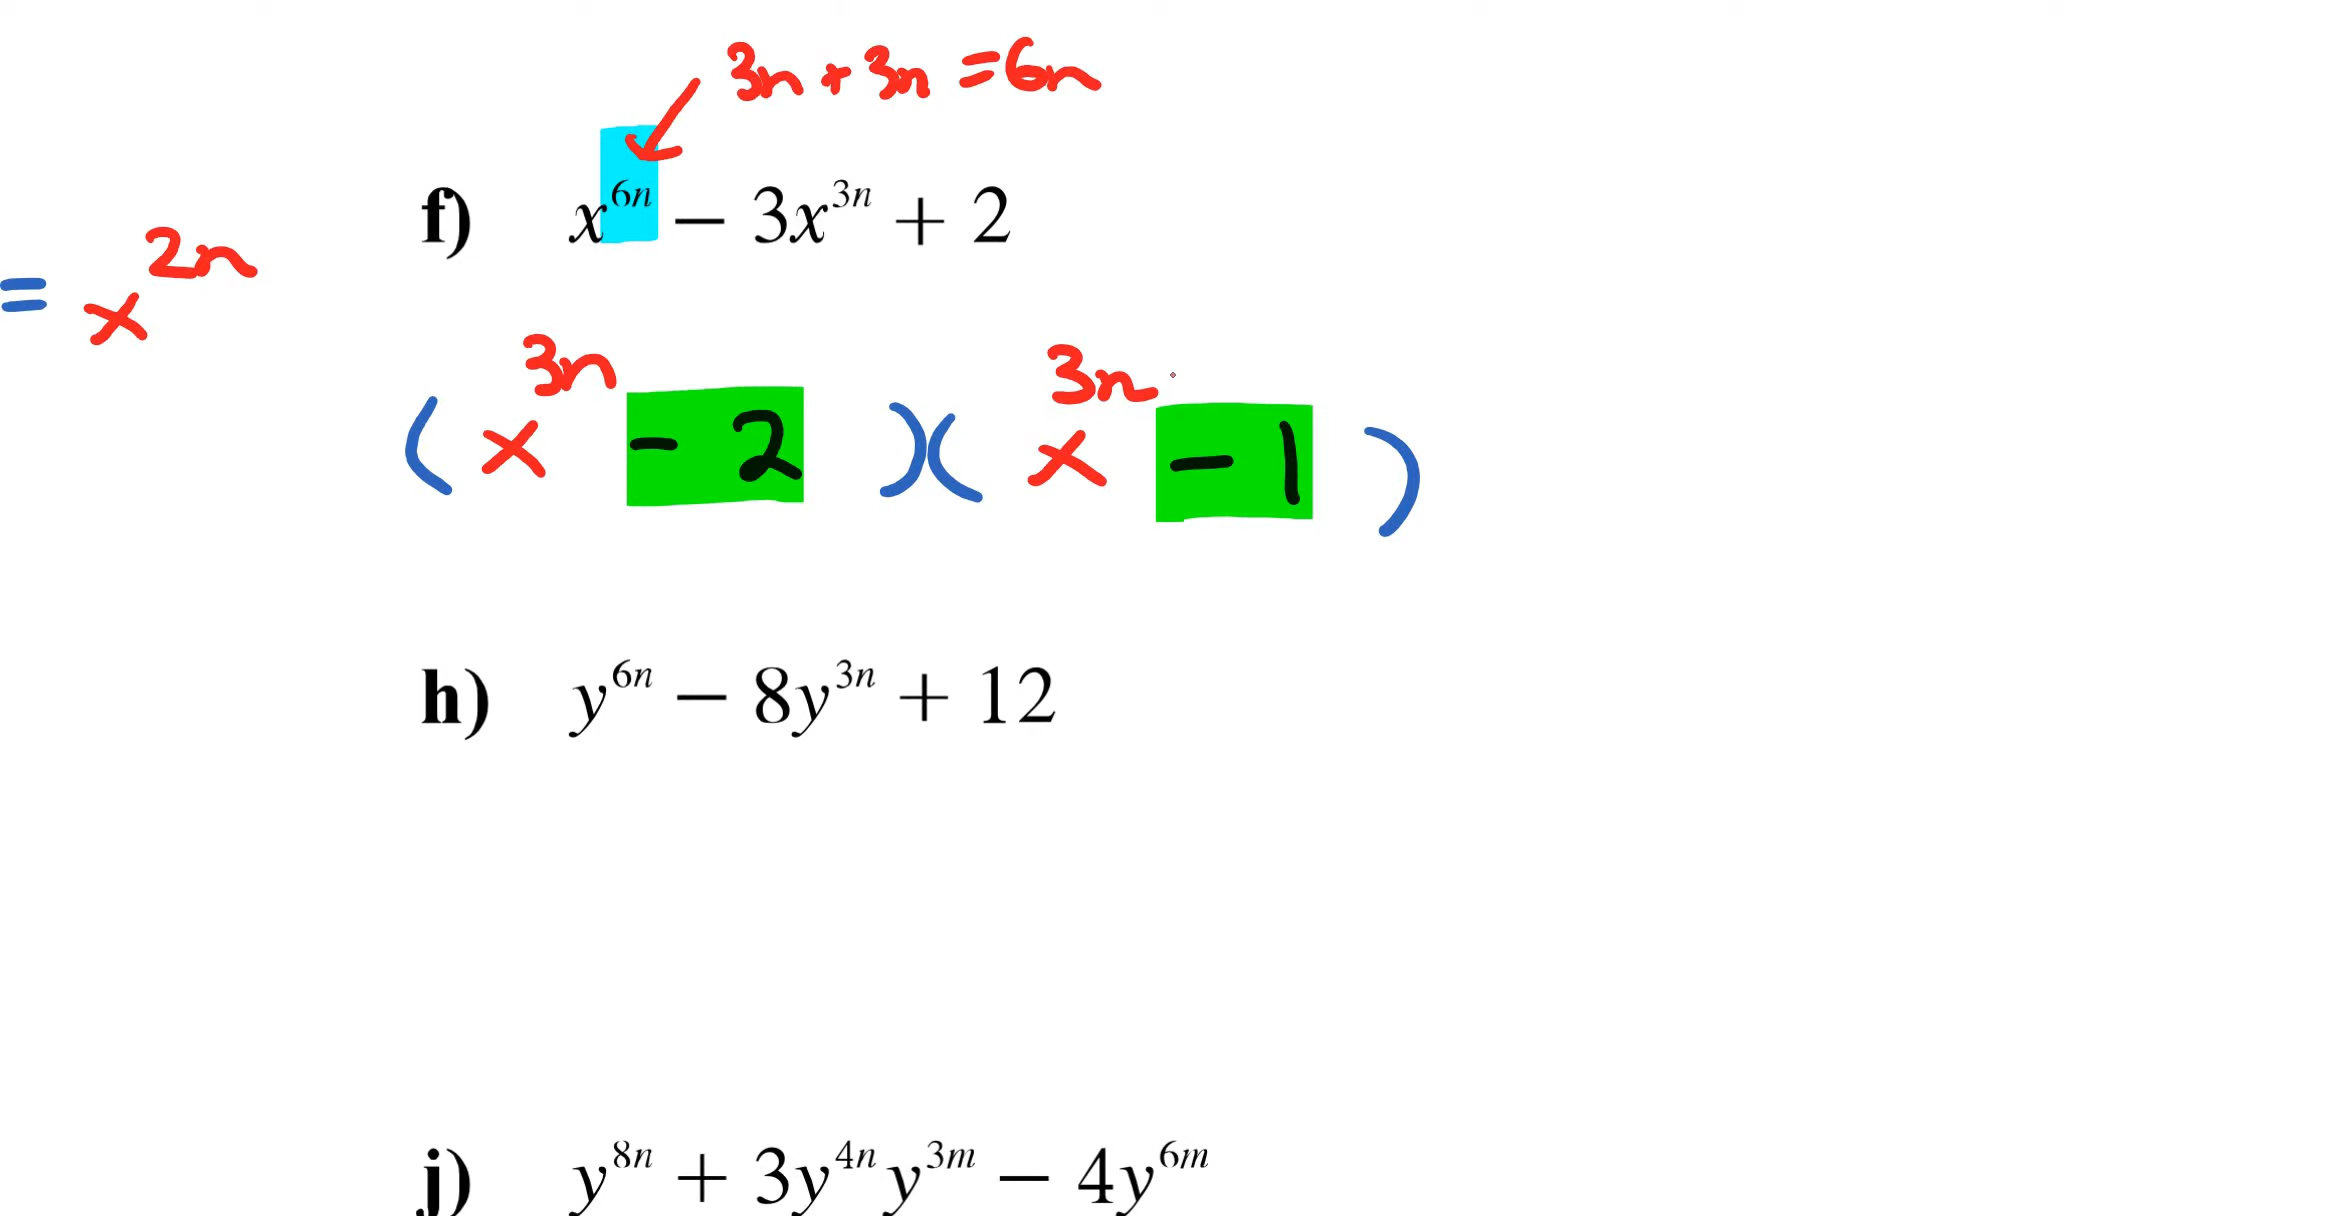 3n + 3n = 6n
f) x^{6n} − 3x^{3n} + 2
= x^{2n}
(x^{3n} − 2)(x^{3n} − 1)
h) y^{6n} − 8y^{3n} + 12
j) y^{8n} + 3y^{4n}y^{3m} − 4y^{6m}